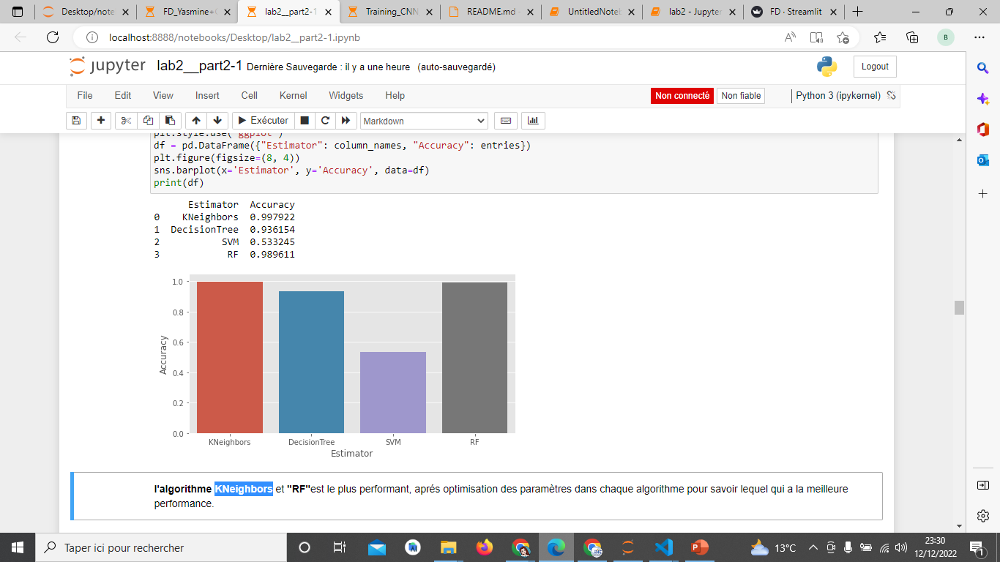 Desktop/note
FD_Yasmine+
lab2__part2-1
Training_CNN
README.md -
UntitledNoteb
lab2 - Jupyter
FD · Streamlit
localhost:8888/notebooks/Desktop/lab2__part2-1.ipynb
B
jupyter lab2__part2-1 Dernière Sauvegarde : il y a une heure (auto-sauvegardé)
Logout
File Edit View Insert Cell Kernel Widgets Help
Non connecté Non fiable Python 3 (ipykernel)
Exécuter Markdown
plt.style.use('ggplot')
df = pd.DataFrame({"Estimator": column_names, "Accuracy": entries})
plt.figure(figsize=(8, 4))
sns.barplot(x='Estimator', y='Accuracy', data=df)
print(df)
Estimator Accuracy
0 KNeighbors 0.997922
1 DecisionTree 0.936154
2 SVM 0.533245
3 RF 0.989611
1.0
0.8
0.6
0.4
0.2
0.0
Accuracy
KNeighbors DecisionTree SVM RF
Estimator
l'algorithme KNeighbors et "RF"est le plus performant, aprés optimisation des paramètres dans chaque algorithme pour savoir lequel qui a la meilleure
performance.
Taper ici pour rechercher
13°C
23:30
12/12/2022
1